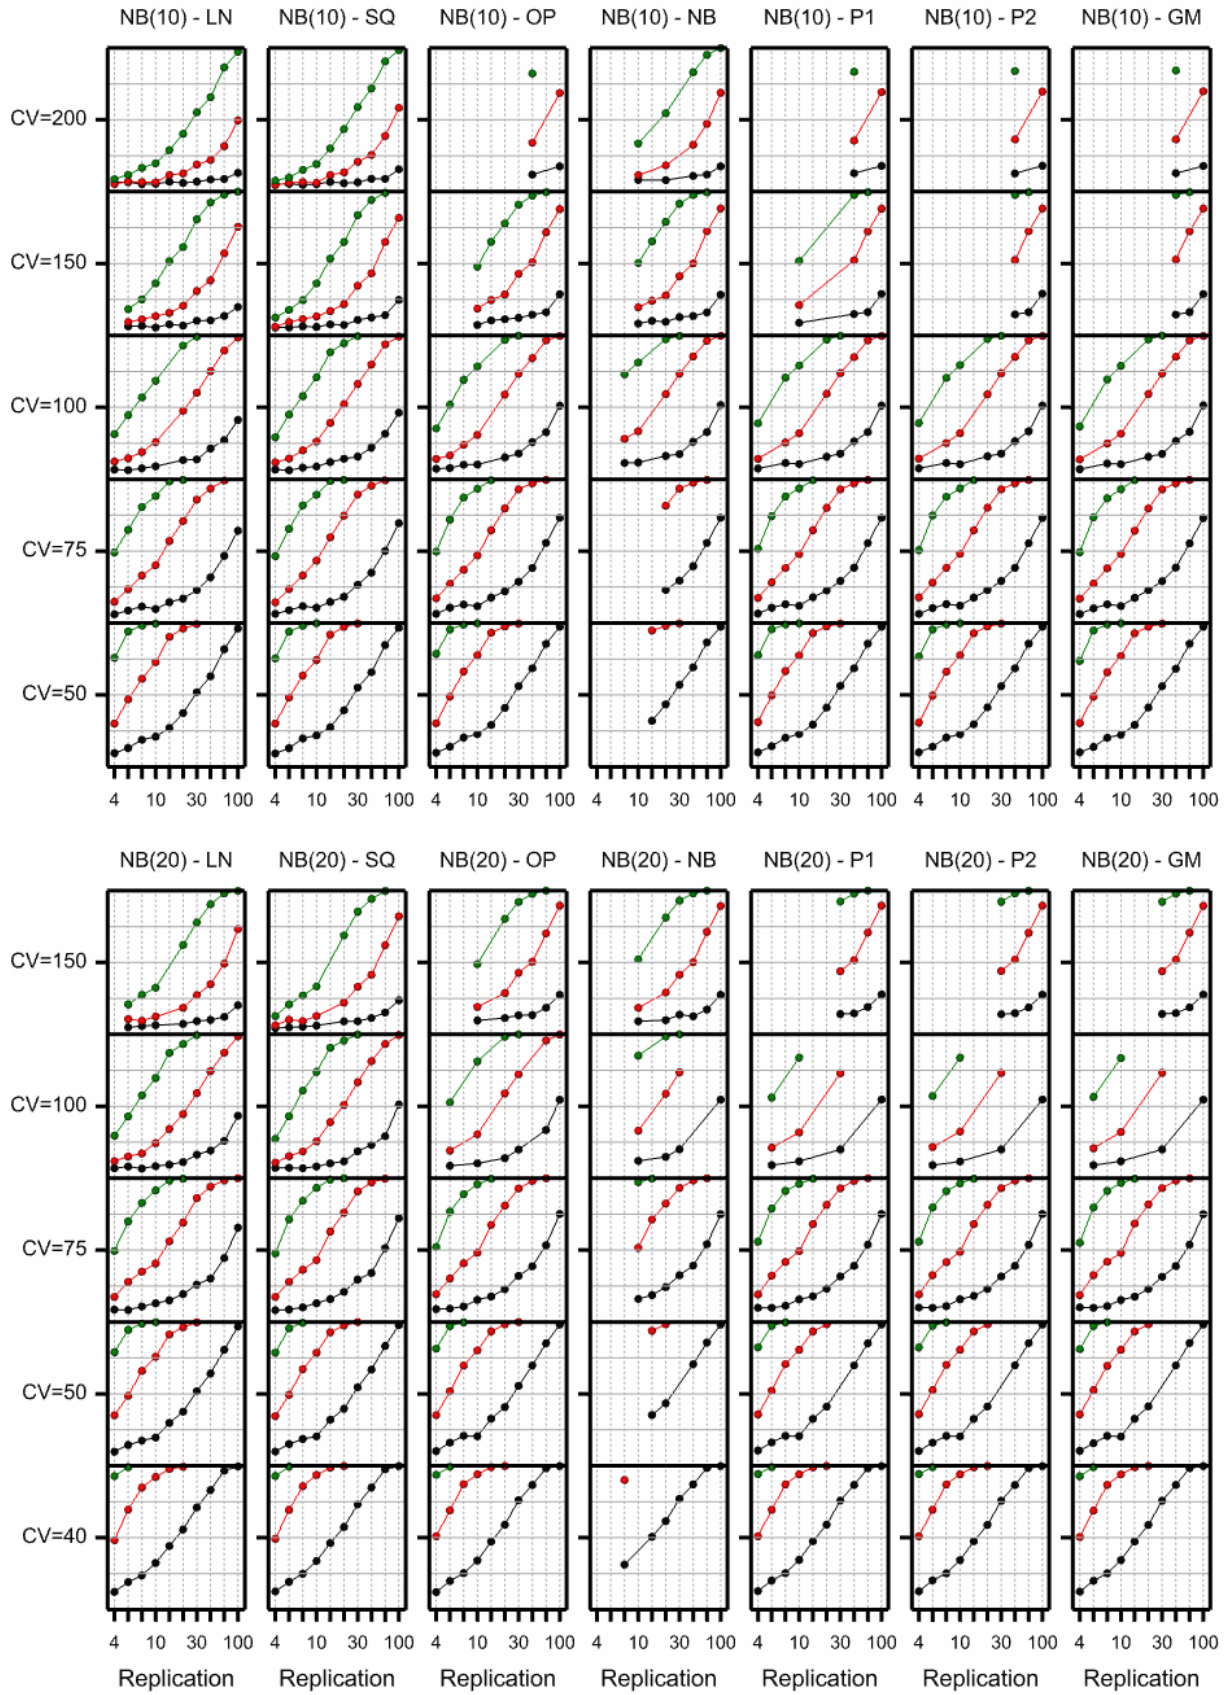 NB(10) - LN NB(10) - SQ NB(10) - OP NB(10) - NB NB(10) - P1 NB(10) - P2 NB(10) - GM
CV=200
CV=150
CV=100
CV=75
CV=50
4 10 30 100 4 10 30 100 4 10 30 100 4 10 30 100 4 10 30 100 4 10 30 100 4 10 30 100
NB(20) - LN NB(20) - SQ NB(20) - OP NB(20) - NB NB(20) - P1 NB(20) - P2 NB(20) - GM
CV=150
CV=100
CV=75
CV=50
CV=40
4 10 30 100 4 10 30 100 4 10 30 100 4 10 30 100 4 10 30 100 4 10 30 100 4 10 30 100
Replication Replication Replication Replication Replication Replication Replication